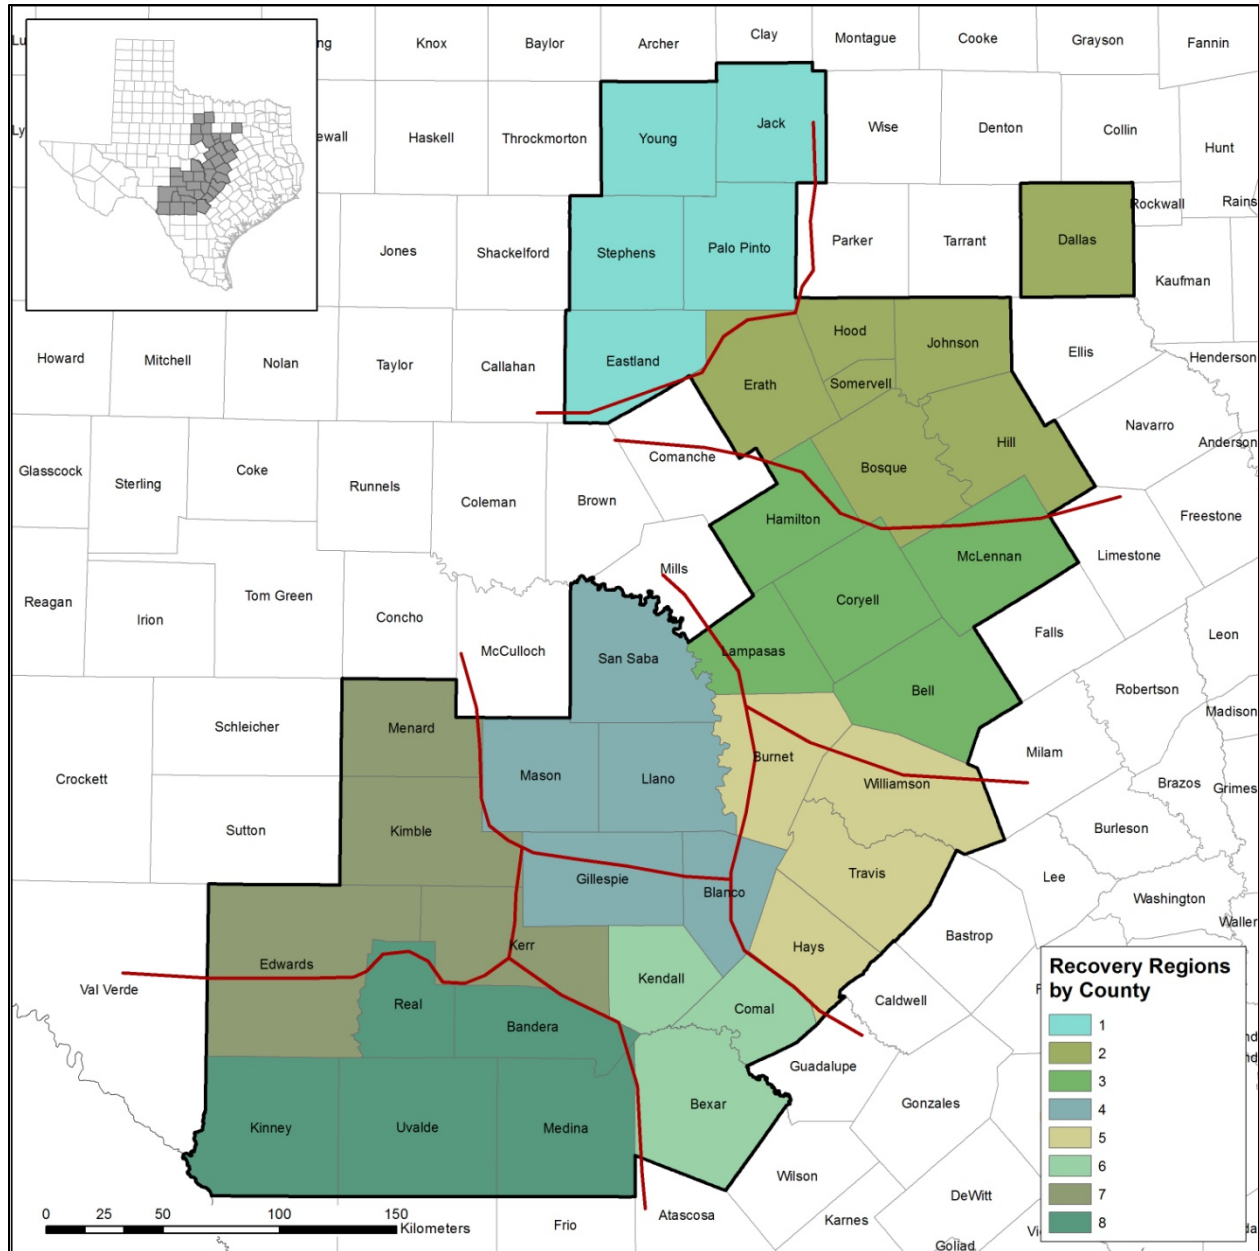 Lu
ng
Knox
Baylor
Archer
Clay
Montague
Cooke
Grayson
Fannin
Ly
ewall
Haskell
Throckmorton
Young
Jack
Wise
Denton
Collin
Hunt
Jones
Shackelford
Stephens
Palo Pinto
Parker
Tarrant
Dallas
Rockwall
Rains
Kaufman
Howard
Mitchell
Nolan
Taylor
Callahan
Eastland
Erath
Hood
Somervell
Johnson
Ellis
Henderson
Glasscock
Sterling
Coke
Runnels
Coleman
Brown
Comanche
Bosque
Hill
Navarro
Anderson
Freestone
Reagan
Irion
Tom Green
Concho
McCulloch
Mills
Hamilton
McLennan
Coryell
Limestone
Falls
Leon
San Saba
Lampasas
Bell
Robertson
Madison
Schleicher
Menard
Mason
Llano
Burnet
Williamson
Milam
Brazos
Grimes
Crockett
Sutton
Kimble
Gillespie
Blanco
Travis
Burleson
Lee
Washington
Waller
Val Verde
Edwards
Kerr
Real
Bandera
Kendall
Comal
Hays
Bastrop
Caldwell
Guadalupe
Gonzales
Kinney
Uvalde
Medina
Bexar
Wilson
DeWitt
Karnes
Goliad
Frio
Atascosa
Recovery Regions
by County
1
2
3
4
5
6
7
8
0 25 50 100 150
Kilometers